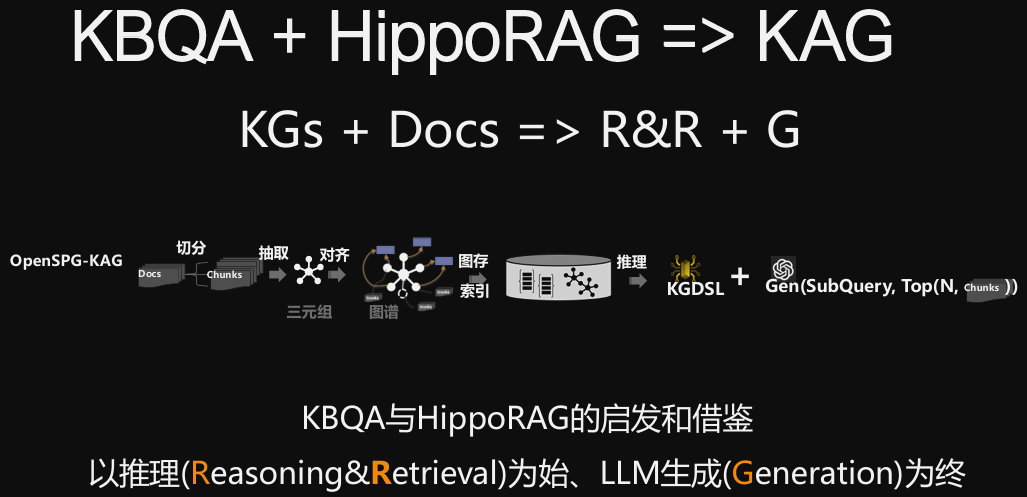 KBQA + HippoRAG => KAG
KGs + Docs => R&R + G
OpenSPG-KAG
切分
Docs
Chunks
抽取
三元组
对齐
图谱
图存
索引
推理
KGDSL
+
Gen(SubQuery, Top(N, Chunks ))
KBQA与HippoRAG的启发和借鉴
以推理(Reasoning&Retrieval)为始、LLM生成(Generation)为终